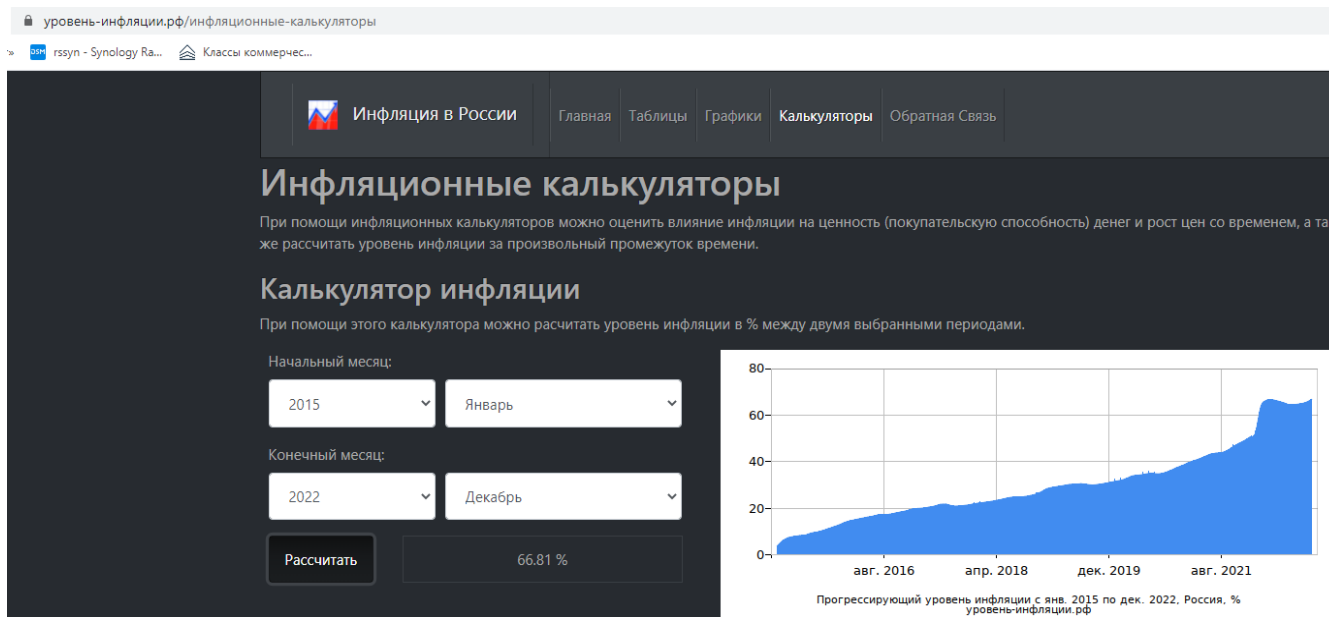 уровень-инфляции.рф/инфляционные-калькуляторы
rssyn - Synology Ra... Классы коммерчес...
Инфляция в России Главная Таблицы Графики Калькуляторы Обратная Связь
Инфляционные калькуляторы
При помощи инфляционных калькуляторов можно оценить влияние инфляции на ценность (покупательскую способность) денег и рост цен со временем, а та
же рассчитать уровень инфляции за произвольный промежуток времени.
Калькулятор инфляции
При помощи этого калькулятора можно расчитать уровень инфляции в % между двумя выбранными периодами.
Начальный месяц:
2015 Январь
Конечный месяц:
2022 Декабрь
Рассчитать 66.81 %
80
60
40
20
0
авг. 2016 апр. 2018 дек. 2019 авг. 2021
Прогрессирующий уровень инфляции с янв. 2015 по дек. 2022, Россия, %
уровень-инфляции.рф